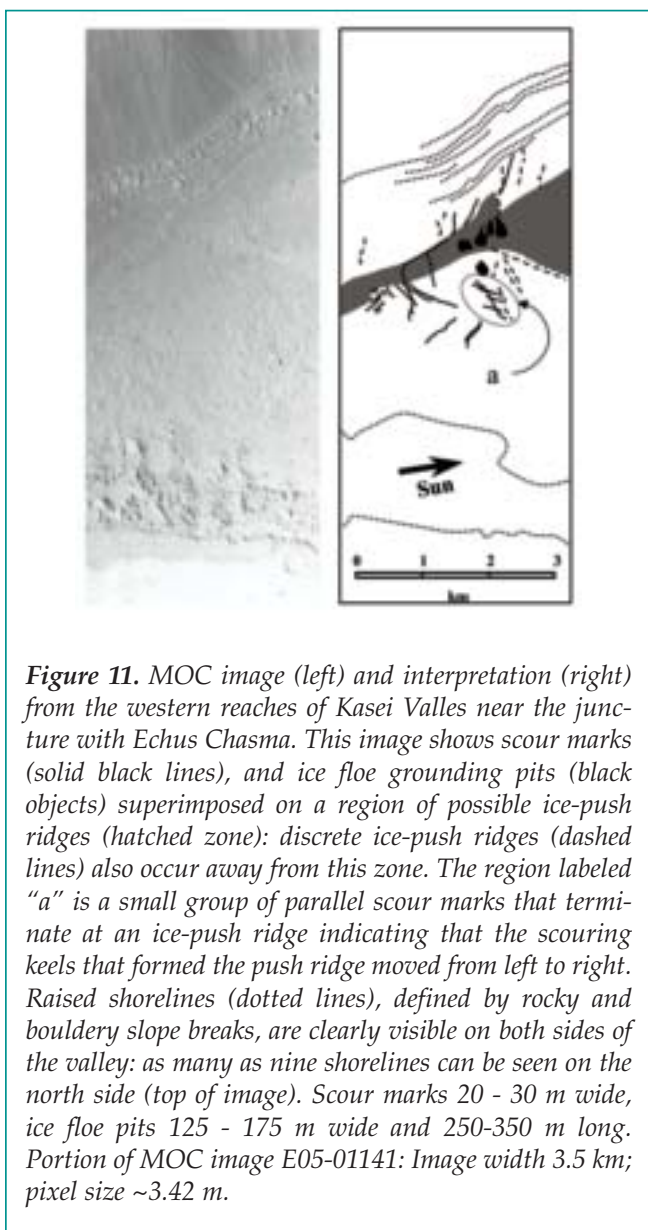 a
Sun
0 1 2 3
km
Figure 11. MOC image (left) and interpretation (right)
from the western reaches of Kasei Valles near the junc-
ture with Echus Chasma. This image shows scour marks
(solid black lines), and ice floe grounding pits (black
objects) superimposed on a region of possible ice-push
ridges (hatched zone): discrete ice-push ridges (dashed
lines) also occur away from this zone. The region labeled
“a” is a small group of parallel scour marks that termi-
nate at an ice-push ridge indicating that the scouring
keels that formed the push ridge moved from left to right.
Raised shorelines (dotted lines), defined by rocky and
bouldery slope breaks, are clearly visible on both sides of
the valley: as many as nine shorelines can be seen on the
north side (top of image). Scour marks 20 - 30 m wide,
ice floe pits 125 - 175 m wide and 250-350 m long.
Portion of MOC image E05-01141: Image width 3.5 km;
pixel size ~3.42 m.